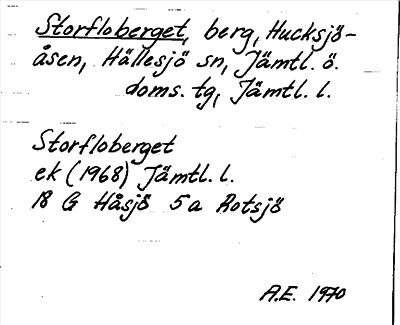 Storfloberget, berg, Hucksjö-
åsen, Hällesjö sn, Jämtl. ö.
doms. tg, Jämtl. l.
Storfloberget
ek (1968) Jämtl. l.
18 G Håsjö 5a Rotsjö
A.E. 1970